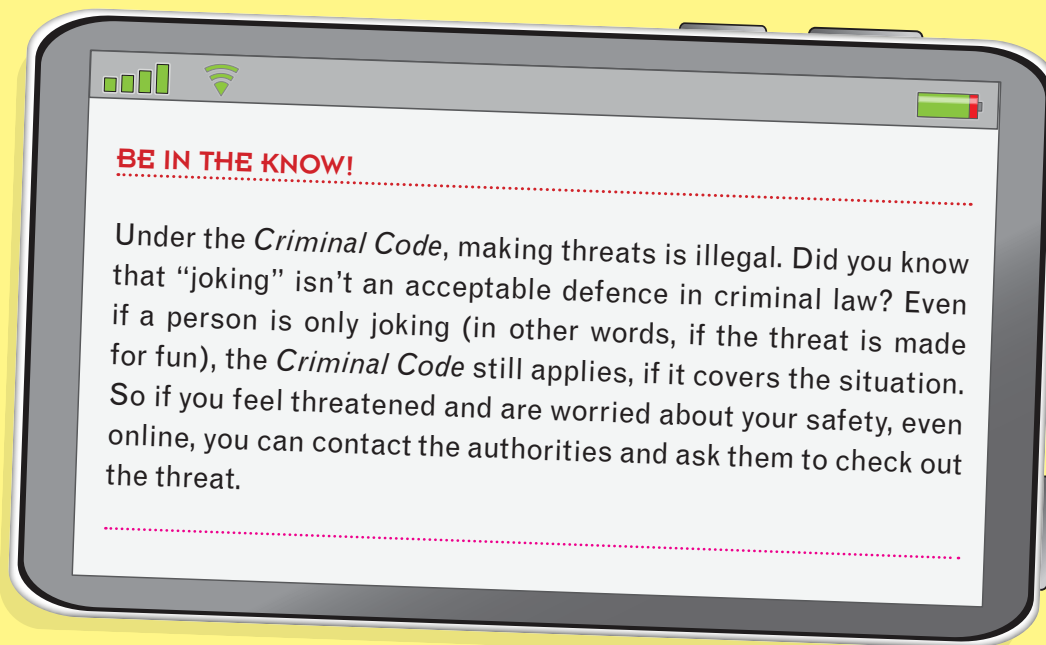 BE IN THE KNOW!
Under the Criminal Code, making threats is illegal. Did you know
that “joking” isn’t an acceptable defence in criminal law? Even
if a person is only joking (in other words, if the threat is made
for fun), the Criminal Code still applies, if it covers the situation.
So if you feel threatened and are worried about your safety, even
online, you can contact the authorities and ask them to check out
the threat.